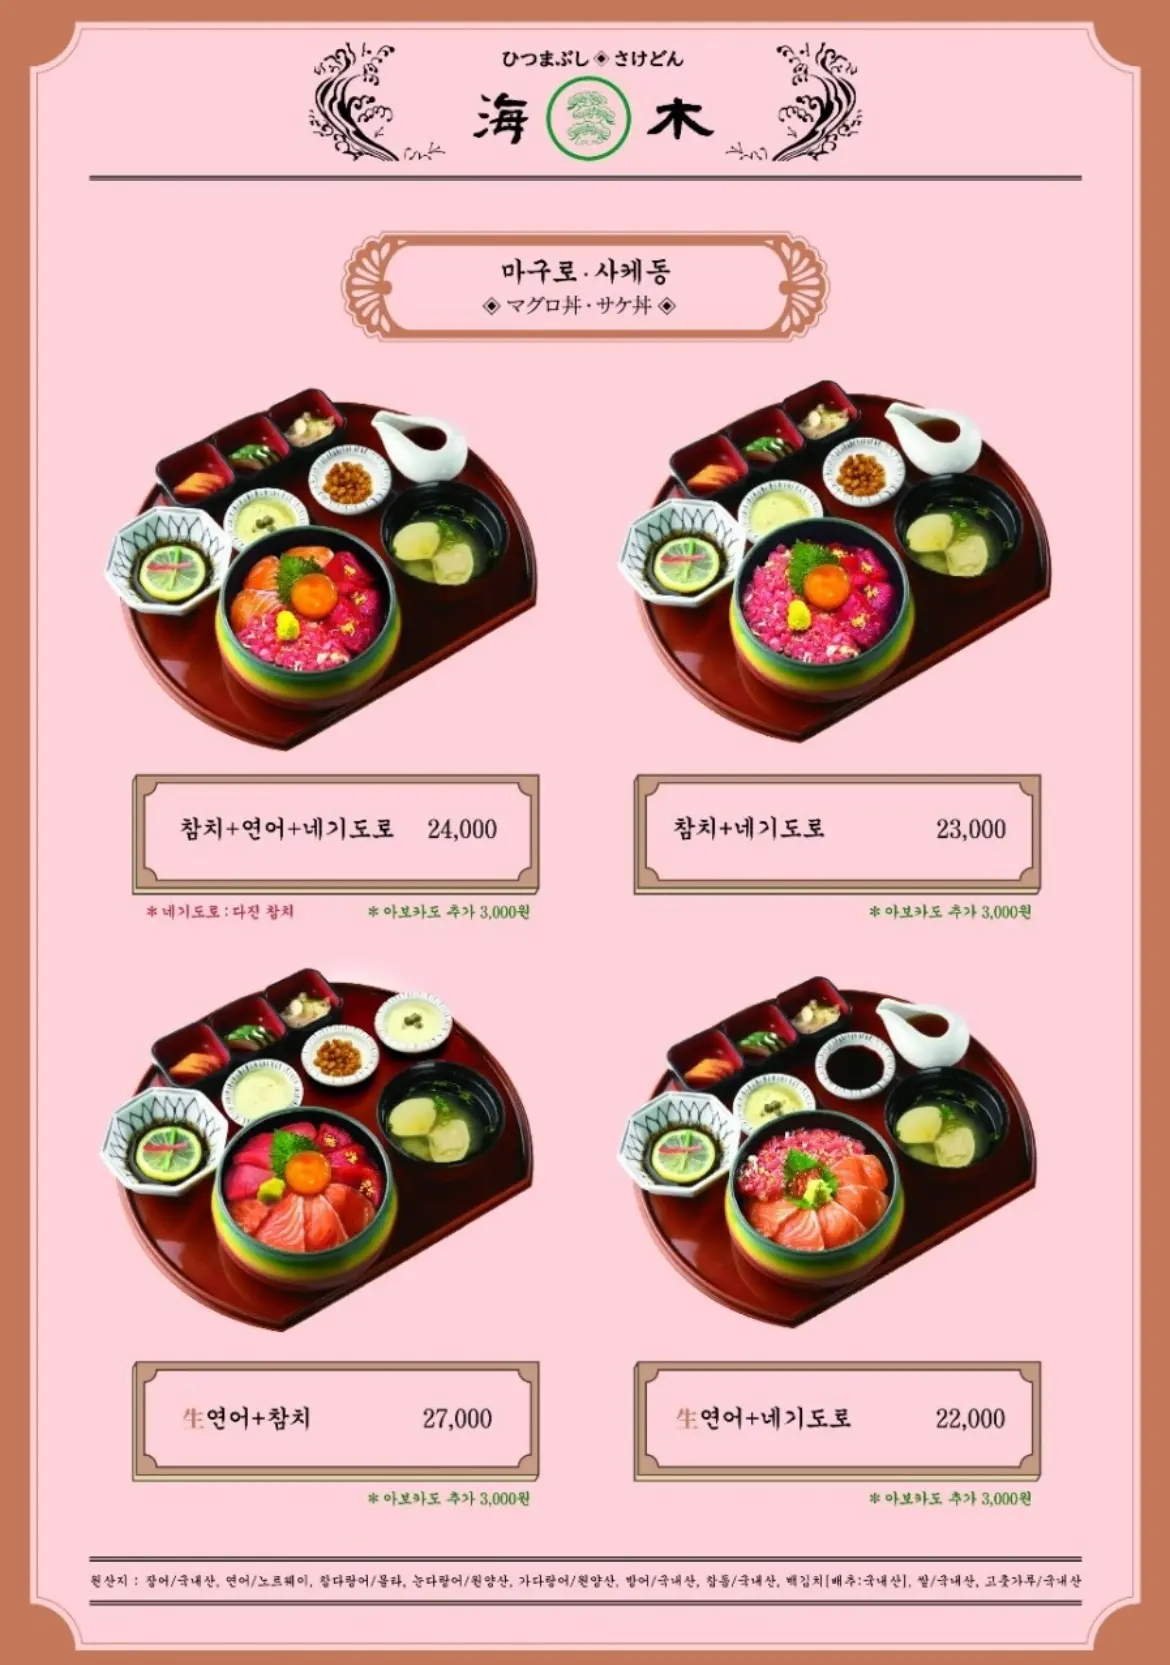 ひつまぶし◈さけどん
海 木
마구로·사케동
◈ マグロ丼·サケ丼 ◈
참치+연어+네기도로 24,000
*네기도로:다진 참치 *아보카도 추가 3,000원
참치+네기도로 23,000
*아보카도 추가 3,000원
生연어+참치 27,000
*아보카도 추가 3,000원
生연어+네기도로 22,000
*아보카도 추가 3,000원
원산지 : 장어/국내산, 연어/노르웨이, 참다랑어/몰타, 눈다랑어/원양산, 가다랑어/원양산, 방어/국내산, 참돔/국내산, 백김치[배추:국내산], 쌀/국내산, 고춧가루/국내산